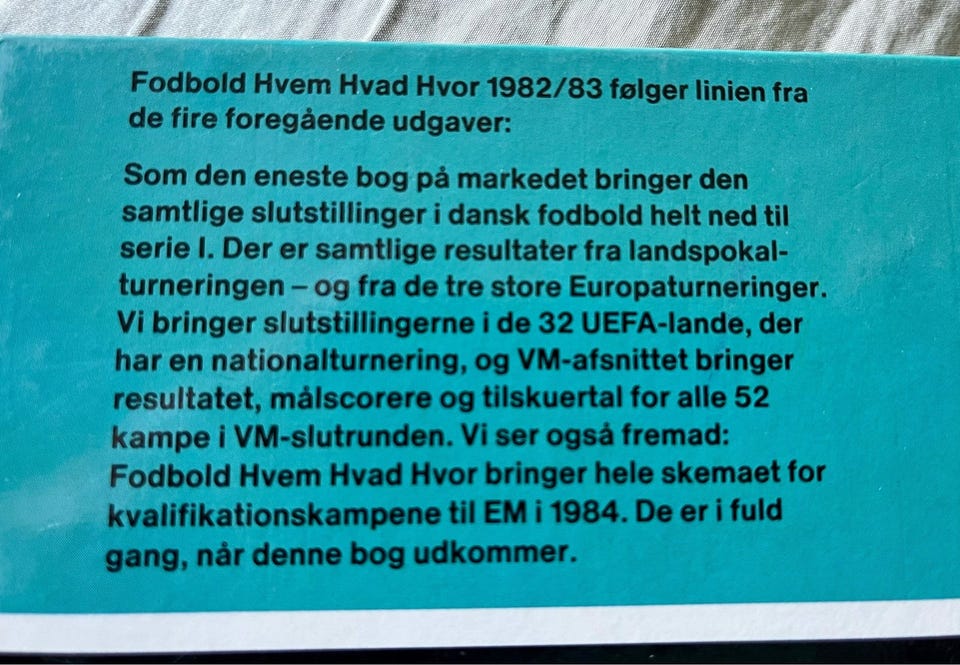 Fodbold Hvem Hvad Hvor 1982/83 følger linien fra
de fire foregående udgaver:
Som den eneste bog på markedet bringer den
samtlige slutstillinger i dansk fodbold helt ned til
serie I. Der er samtlige resultater fra landspokal-
turneringen – og fra de tre store Europaturneringer.
Vi bringer slutstillingerne i de 32 UEFA-lande, der
har en nationalturnering, og VM-afsnittet bringer
resultatet, målscorere og tilskuertal for alle 52
kampe i VM-slutrunden. Vi ser også fremad:
Fodbold Hvem Hvad Hvor bringer hele skemaet for
kvalifikationskampene til EM i 1984. De er i fuld
gang, når denne bog udkommer.